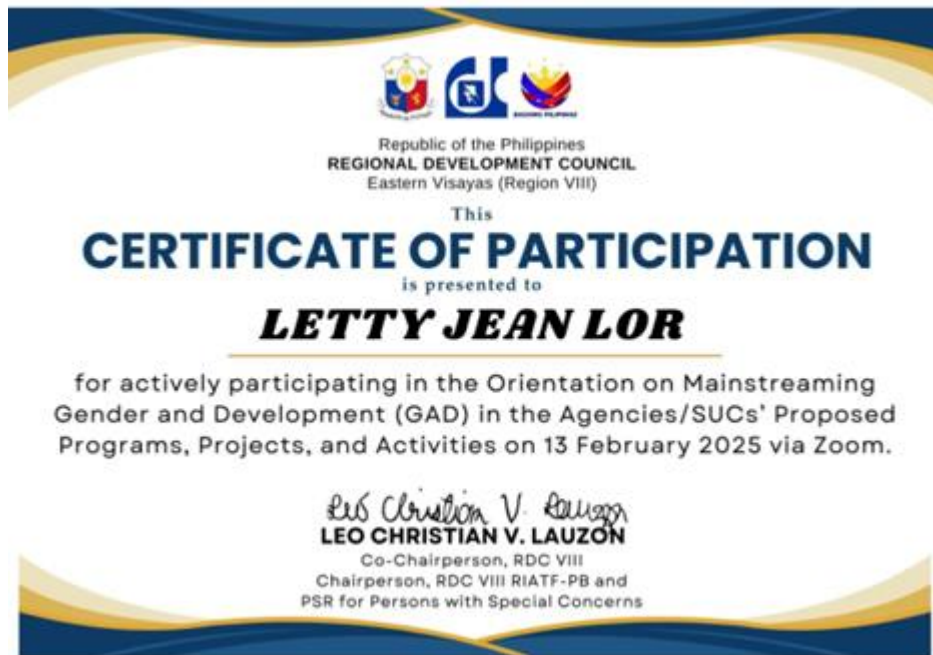 BAGONG PILIPINAS
Republic of the Philippines
REGIONAL DEVELOPMENT COUNCIL
Eastern Visayas (Region VIII)
This
CERTIFICATE OF PARTICIPATION
is presented to
LETTY JEAN LOR
for actively participating in the Orientation on Mainstreaming
Gender and Development (GAD) in the Agencies/SUCs' Proposed
Programs, Projects, and Activities on 13 February 2025 via Zoom.
Leo Christian V. Lauzon
LEO CHRISTIAN V. LAUZON
Co-Chairperson, RDC VIII
Chairperson, RDC VIII RIATF-PB and
PSR for Persons with Special Concerns